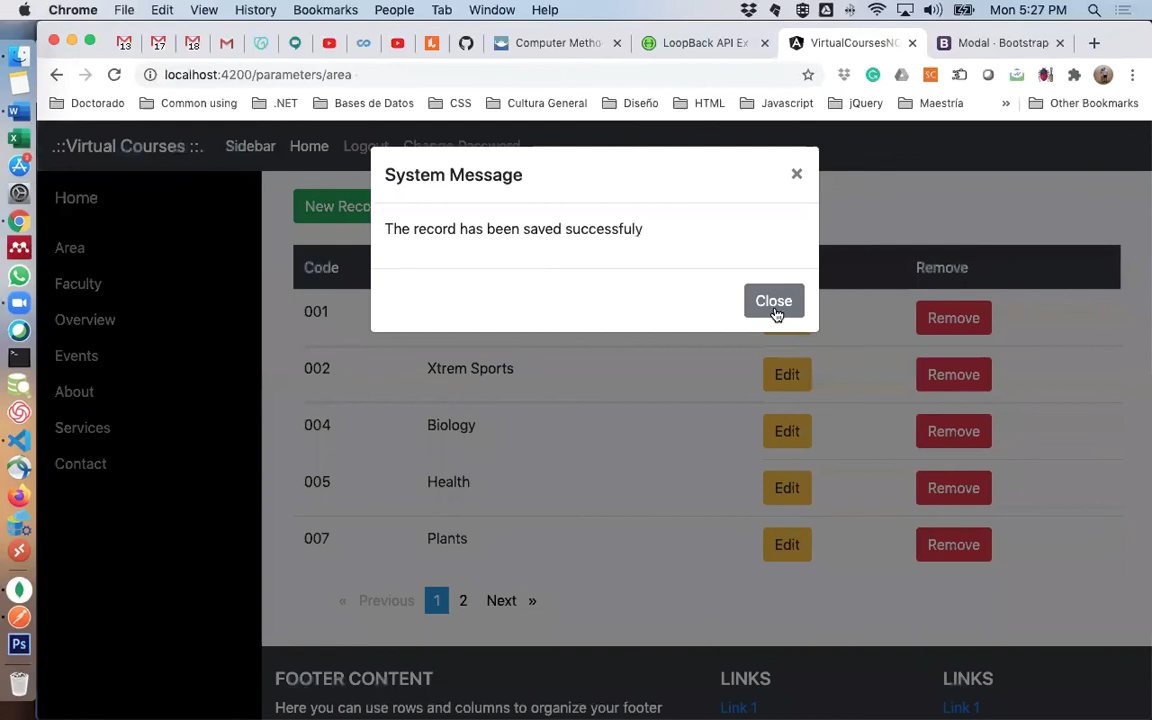 Chrome File Edit View History Bookmarks People Tab Window Help Mon 5:27 PM
13 17 18 Computer Metho LoopBack API Ex VirtualCoursesNG Modal · Bootstrap
localhost:4200/parameters/area
Doctorado Common using .NET Bases de Datos CSS Cultura General Diseño HTML Javascript jQuery Maestría » Other Bookmarks
.::Virtual Courses ::. Sidebar Home Logout Change Password
System Message ×
The record has been saved successfuly
Close
Home
Area
Faculty
Overview
Events
About
Services
Contact
New Reco
Code Remove
001 Remove
002 Xtrem Sports Edit Remove
004 Biology Edit Remove
005 Health Edit Remove
007 Plants Edit Remove
« Previous 1 2 Next »
FOOTER CONTENT LINKS LINKS
Here you can use rows and columns to organize your footer Link 1 Link 1
Ps